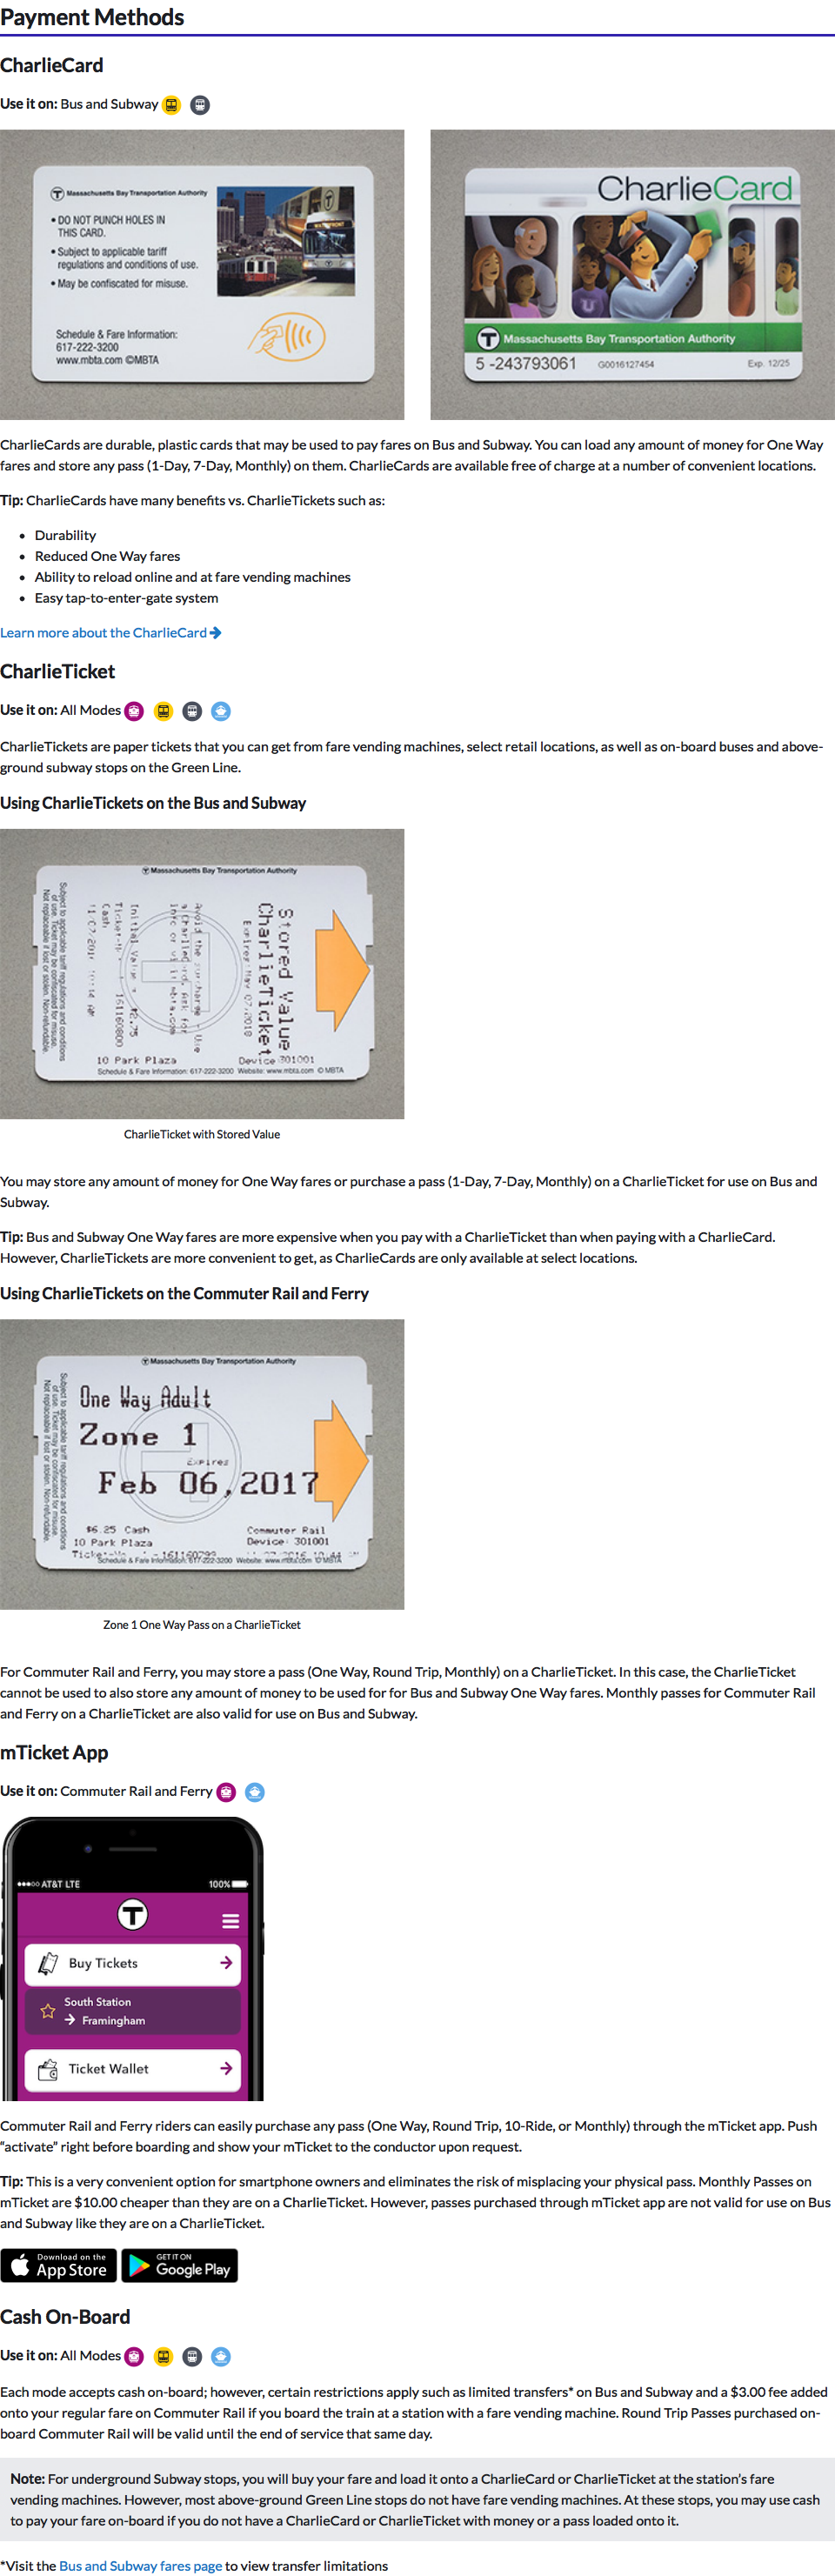 Payment Methods
CharlieCard
Use it on: Bus and Subway
Massachusetts Bay Transportation Authority
• DO NOT PUNCH HOLES IN
THIS CARD.
• Subject to applicable tariff
regulations and conditions of use.
• May be confiscated for misuse.
Schedule & Fare Information:
617-222-3200
www.mbta.com ©MBTA
CharlieCard
T Massachusetts Bay Transportation Authority
5 -243793061 G0016127454 Exp. 12/25
CharlieCards are durable, plastic cards that may be used to pay fares on Bus and Subway. You can load any amount of money for One Way
fares and store any pass (1-Day, 7-Day, Monthly) on them. CharlieCards are available free of charge at a number of convenient locations.
Tip: CharlieCards have many benefits vs. CharlieTickets such as:
• Durability
• Reduced One Way fares
• Ability to reload online and at fare vending machines
• Easy tap-to-enter-gate system
Learn more about the CharlieCard
CharlieTicket
Use it on: All Modes
CharlieTickets are paper tickets that you can get from fare vending machines, select retail locations, as well as on-board buses and above-
ground subway stops on the Green Line.
Using CharlieTickets on the Bus and Subway
Massachusetts Bay Transportation Authority
Stored Value
CharlieTicket
Expires: Nov 07,2018
Avoid the surcharge - Use
a CharlieCard. Ask for
info or visit mbta.com
Initial Value = $2.75
161160800
Cash
Subject to applicable tariff regulations and conditions
of use. Ticket may be confiscated for misuse.
Not replaceable if lost or stolen. Non-refundable.
10 Park Plaza Device 301001
Schedule & Fare Information: 617-222-3200 Website: www.mbta.com © MBTA
CharlieTicket with Stored Value
You may store any amount of money for One Way fares or purchase a pass (1-Day, 7-Day, Monthly) on a CharlieTicket for use on Bus and
Subway.
Tip: Bus and Subway One Way fares are more expensive when you pay with a CharlieTicket than when paying with a CharlieCard.
However, CharlieTickets are more convenient to get, as CharlieCards are only available at select locations.
Using CharlieTickets on the Commuter Rail and Ferry
Massachusetts Bay Transportation Authority
One Way Adult
Zone 1
Expires
Feb 06,2017
$6.25 Cash Commuter Rail
10 Park Plaza Device: 301001
Schedule & Fare Information: 617-222-3200 Website: www.mbta.com © MBTA
Subject to applicable tariff regulations and conditions
of use. Ticket may be confiscated for misuse.
Not replaceable if lost or stolen. Non-refundable.
Zone 1 One Way Pass on a CharlieTicket
For Commuter Rail and Ferry, you may store a pass (One Way, Round Trip, Monthly) on a CharlieTicket. In this case, the CharlieTicket
cannot be used to also store any amount of money to be used for for Bus and Subway One Way fares. Monthly passes for Commuter Rail
and Ferry on a CharlieTicket are also valid for use on Bus and Subway.
mTicket App
Use it on: Commuter Rail and Ferry
AT&T LTE 100%
T
Buy Tickets
South Station
→ Framingham
Ticket Wallet
Commuter Rail and Ferry riders can easily purchase any pass (One Way, Round Trip, 10-Ride, or Monthly) through the mTicket app. Push
“activate” right before boarding and show your mTicket to the conductor upon request.
Tip: This is a very convenient option for smartphone owners and eliminates the risk of misplacing your physical pass. Monthly Passes on
mTicket are $10.00 cheaper than they are on a CharlieTicket. However, passes purchased through mTicket app are not valid for use on Bus
and Subway like they are on a CharlieTicket.
Download on the App Store
GET IT ON Google Play
Cash On-Board
Use it on: All Modes
Each mode accepts cash on-board; however, certain restrictions apply such as limited transfers* on Bus and Subway and a $3.00 fee added
onto your regular fare on Commuter Rail if you board the train at a station with a fare vending machine. Round Trip Passes purchased on-
board Commuter Rail will be valid until the end of service that same day.
Note: For underground Subway stops, you will buy your fare and load it onto a CharlieCard or CharlieTicket at the station’s fare
vending machines. However, most above-ground Green Line stops do not have fare vending machines. At these stops, you may use cash
to pay your fare on-board if you do not have a CharlieCard or CharlieTicket with money or a pass loaded onto it.
*Visit the Bus and Subway fares page to view transfer limitations